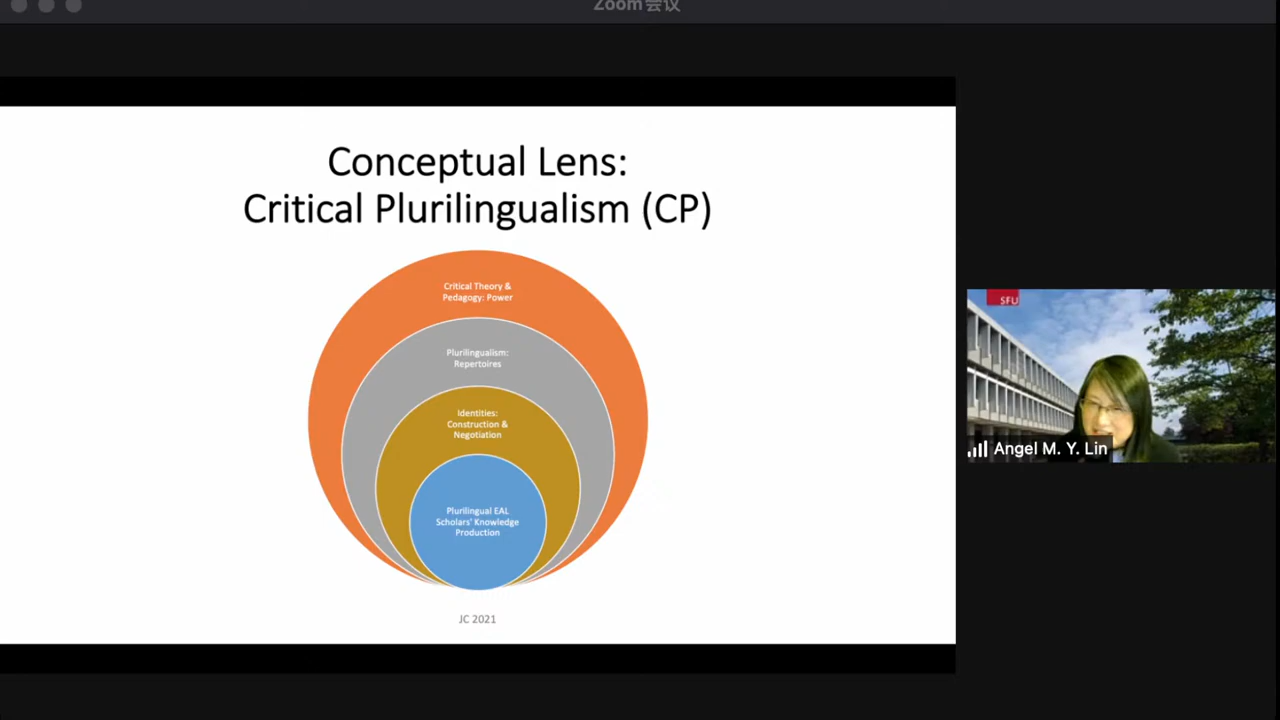 Zoom会议
Conceptual Lens:
Critical Plurilingualism (CP)
Critical Theory &
Pedagogy: Power
Plurilingualism:
Repertoires
Identities:
Construction &
Negotiation
Plurilingual EAL
Scholars' Knowledge
Production
JC 2021
SFU
Angel M. Y. Lin